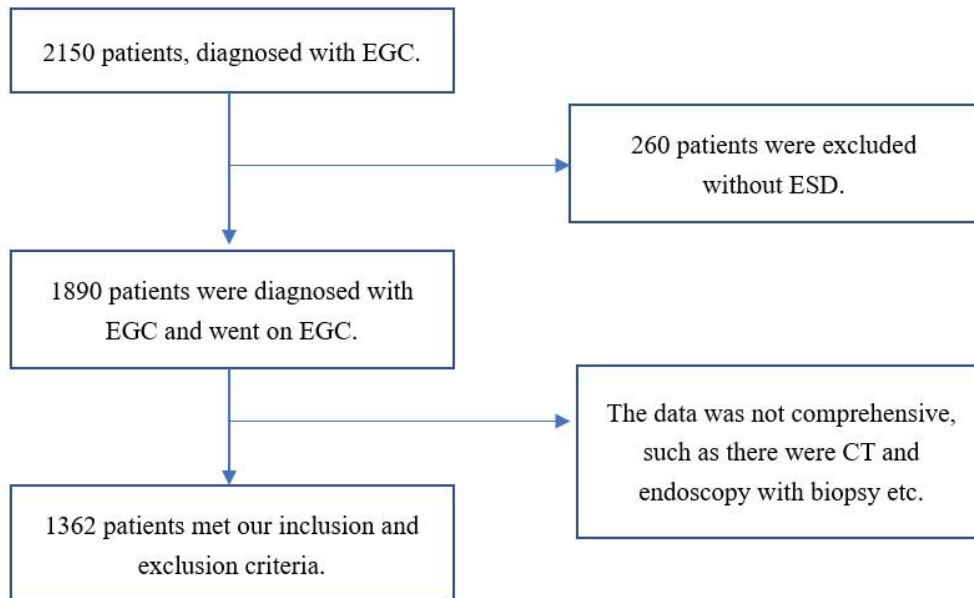 2150 patients, diagnosed with EGC.
260 patients were excluded
without ESD.
1890 patients were diagnosed with
EGC and went on EGC.
The data was not comprehensive,
such as there were CT and
endoscopy with biopsy etc.
1362 patients met our inclusion and
exclusion criteria.